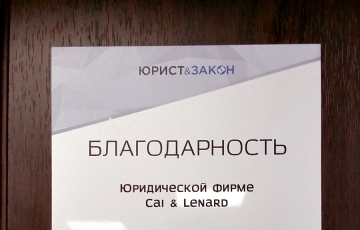 ЮРИСТ&ЗАКОН
БЛАГОДАРНОСТЬ
ЮРИДИЧЕСКОЙ ФИРМЕ
CAI & LENARD